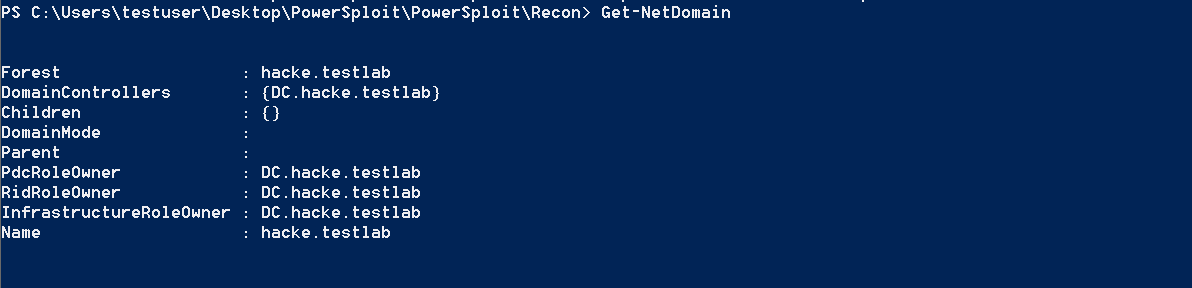 PS C:\Users\testuser\Desktop\PowerSploit\PowerSploit\Recon> Get-NetDomain
Forest : hacke.testlab
DomainControllers : {DC.hacke.testlab}
Children : {}
DomainMode :
Parent :
PdcRoleOwner : DC.hacke.testlab
RidRoleOwner : DC.hacke.testlab
InfrastructureRoleOwner : DC.hacke.testlab
Name : hacke.testlab